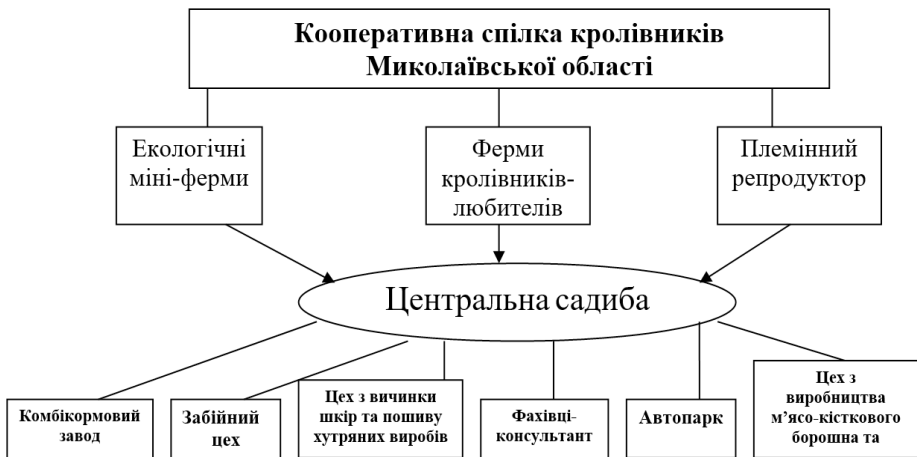 Кооперативна спілка кролівників
Миколаївської області
Екологічні
міні-ферми
Ферми
кролівників-
любителів
Племінний
репродуктор
Центральна садиба
Комбікормовий
завод
Забійний
цех
Цех з вичинки
шкір та пошиву
хутряних виробів
Фахівці-
консультант
Автопарк
Цех з
виробництва
м’ясо-кісткового
борошна та